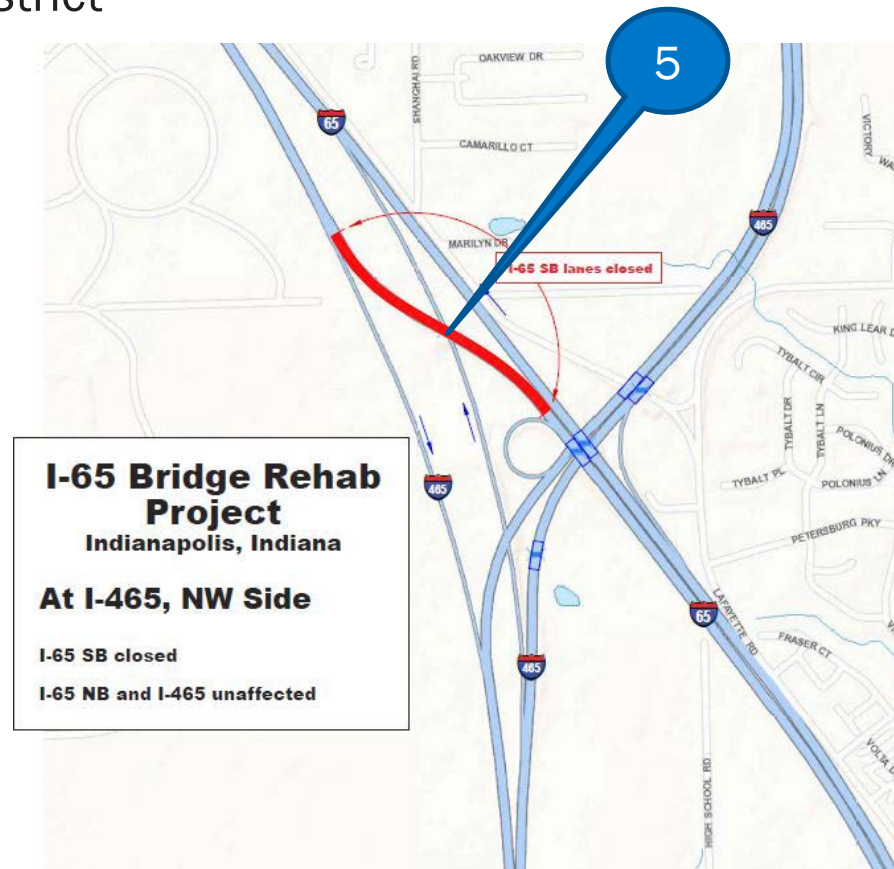 strict
5
OAKVIEW DR
SHANGHAI RD
65
CAMARILLO CT
VICTORY
465
MARILYN DR
I-65 SB lanes closed
KING LEAR
TYBALT CIR
TYBALT DR
TYBALT LN
POLONIUS DR
TYBALT PL
POLONIUS LN
465
PETERSBURG PKY
I-65 Bridge Rehab
Project
Indianapolis, Indiana
At I-465, NW Side
I-65 SB closed
I-65 NB and I-465 unaffected
LAFAYETTE RD
65
FRASER CT
465
VOLTA
HIGH SCHOOL RD